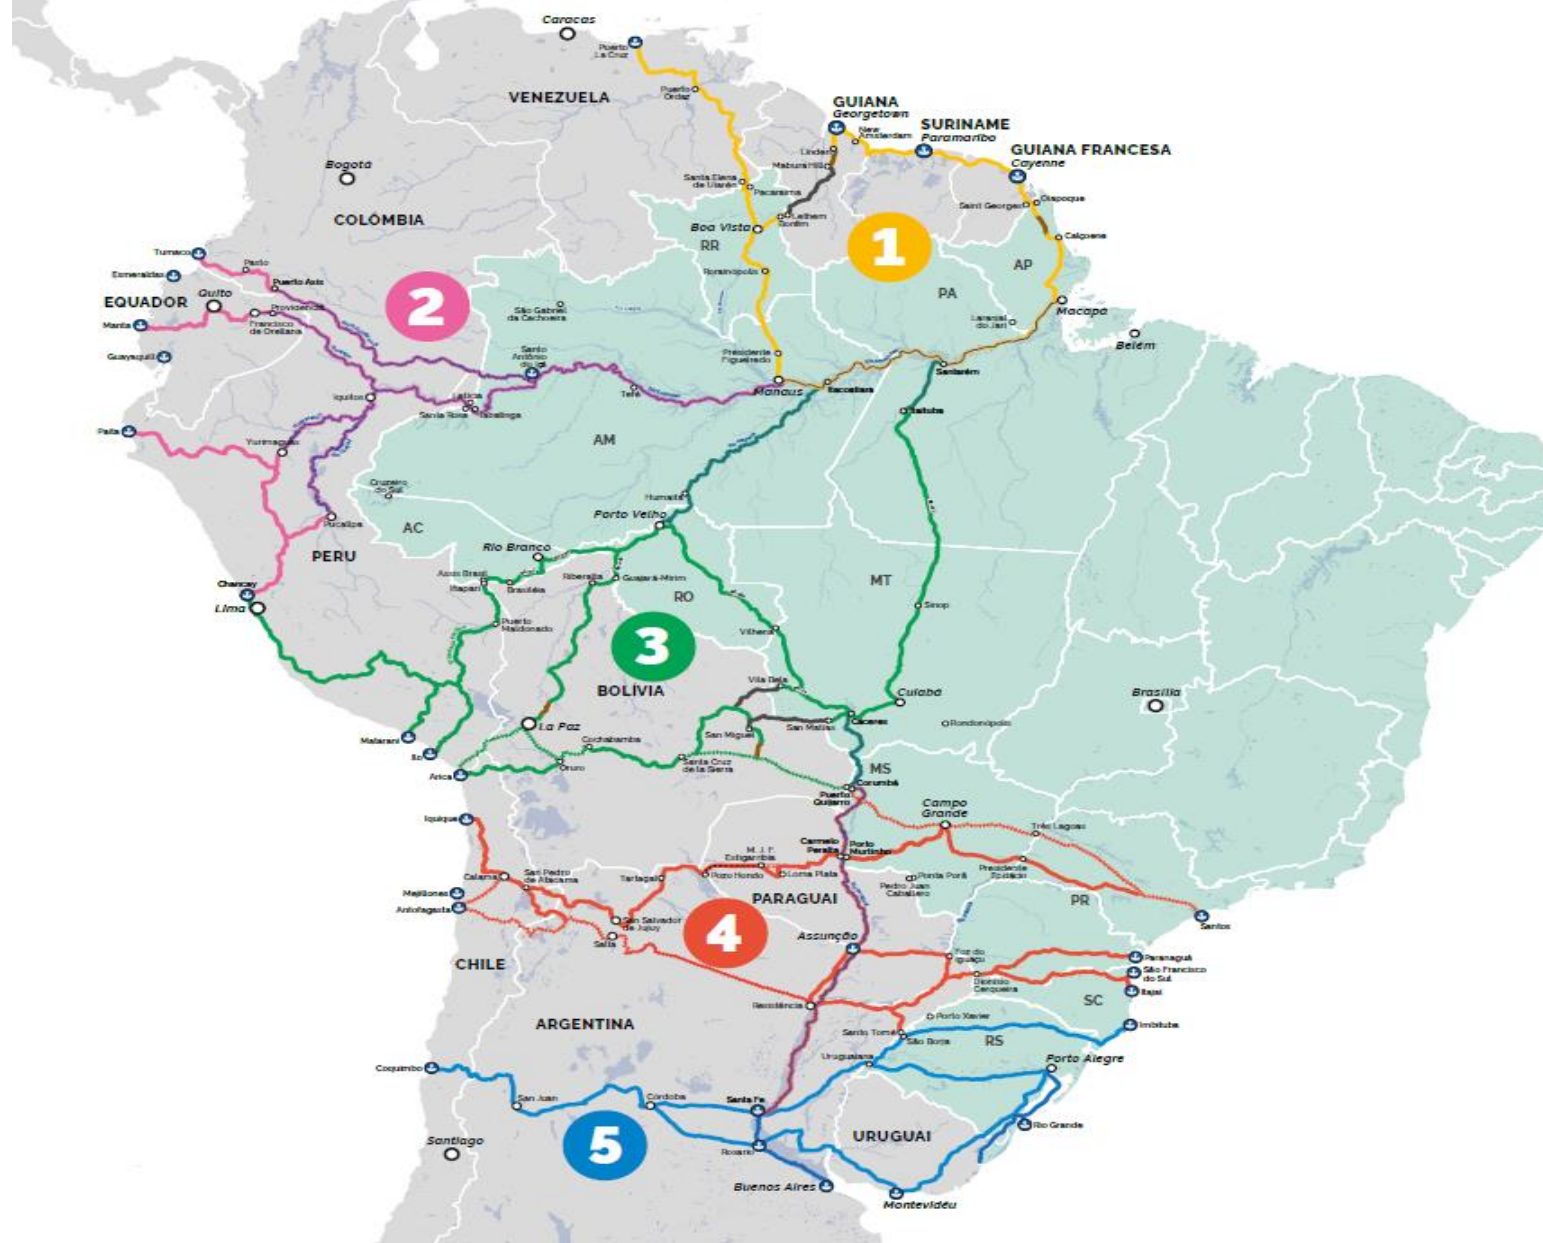 Caracas
Puerto
La Cruz
VENEZUELA
Puerto
Ordaz
GUIANA
Georgetown
New
Amsterdam
SURINAME
Paramaribo
GUIANA FRANCESA
Cayenne
Linden
Mabura Hill
Bogotá
Santa Elena
de Uiarén
Pacaraima
Saint Georges
Oiapoque
COLÔMBIA
Lethem
Bonfim
Boa Vista
RR
1
Calçoene
Tumaco
Pasto
Rorainópolis
AP
Esmeraldas
Puerto Asis
PA
EQUADOR
Quito
Providencia
2
São Gabriel
da Cachoeira
Macapá
Manta
Francisco
de Orellana
Laranjal
do Jari
Belém
Guayaquil
Santo
Antônio
do Içá
Presidente
Figueiredo
Santarém
Iquitos
Leticia
Santa Rosa
Tabatinga
Tefé
Manaus
Itacoatiara
Itaituba
Paita
Yurimaguas
AM
Cruzeiro
do Sul
Humaitá
Pucallpa
AC
Porto Velho
PERU
Rio Branco
Chancay
Lima
Assis Brasil
Iñapari
Brasiléia
Riberalta
Guajará-Mirim
MT
RO
Sinop
Puerto
Maldonado
Vilhena
3
BOLÍVIA
Vila Bela
Cuiabá
Brasília
La Paz
San Miguel
San Matías
Cáceres
Rondonópolis
Matarani
Ilo
Cochabamba
Arica
Oruro
Santa Cruz
de la Sierra
MS
Corumbá
Puerto
Quijarro
Campo
Grande
Iquique
Três Lagoas
Carmelo
Peralta
Porto
Murtinho
M. J. F.
Estigarribia
Calama
San Pedro
de Atacama
Tartagal
Pozo Hondo
Loma Plata
Presidente
Epitácio
Mejillones
Ponta Porã
Pedro Juan
Caballero
PARAGUAI
PR
Antofagasta
San Salvador
de Jujuy
Santos
4
Salta
Assunção
Foz do
Iguaçu
Paranaguá
CHILE
São Francisco
do Sul
Dionísio
Cerqueira
Itajaí
SC
Resistência
ARGENTINA
Porto Xavier
Imbituba
Santo Tomé
São Borja
RS
Uruguaiana
Porto Alegre
Coquimbo
San Juan
Córdoba
Santa Fe
Rio Grande
Santiago
5
URUGUAI
Rosario
Buenos Aires
Montevidéu